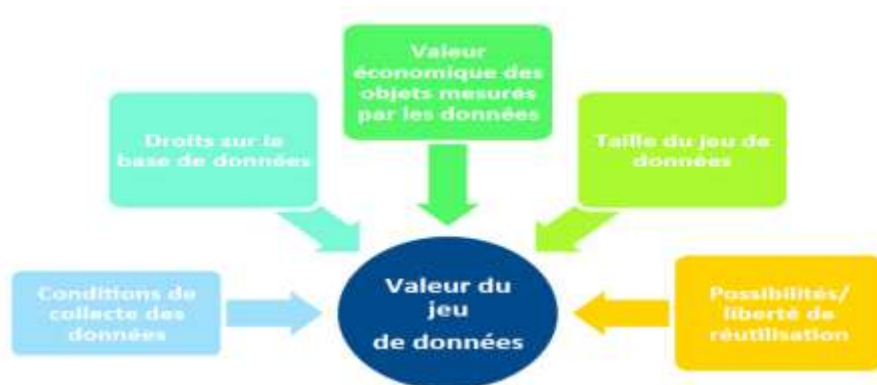 Valeur
économique des
objets mesurés
par les données
Droits sur la
base de données
Taille du jeu de
données
Conditions de
collecte des
données
Valeur du
jeu
de données
Possibilités/
liberté de
réutilisation